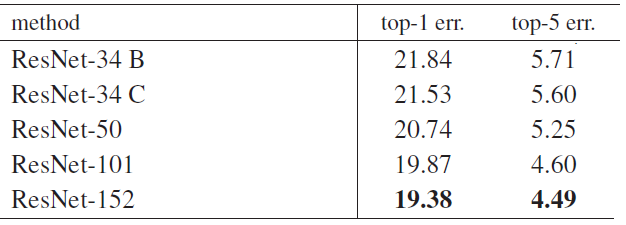 method top-1 err. top-5 err.
ResNet-34 B 21.84 5.71
ResNet-34 C 21.53 5.60
ResNet-50 20.74 5.25
ResNet-101 19.87 4.60
ResNet-152 19.38 4.49